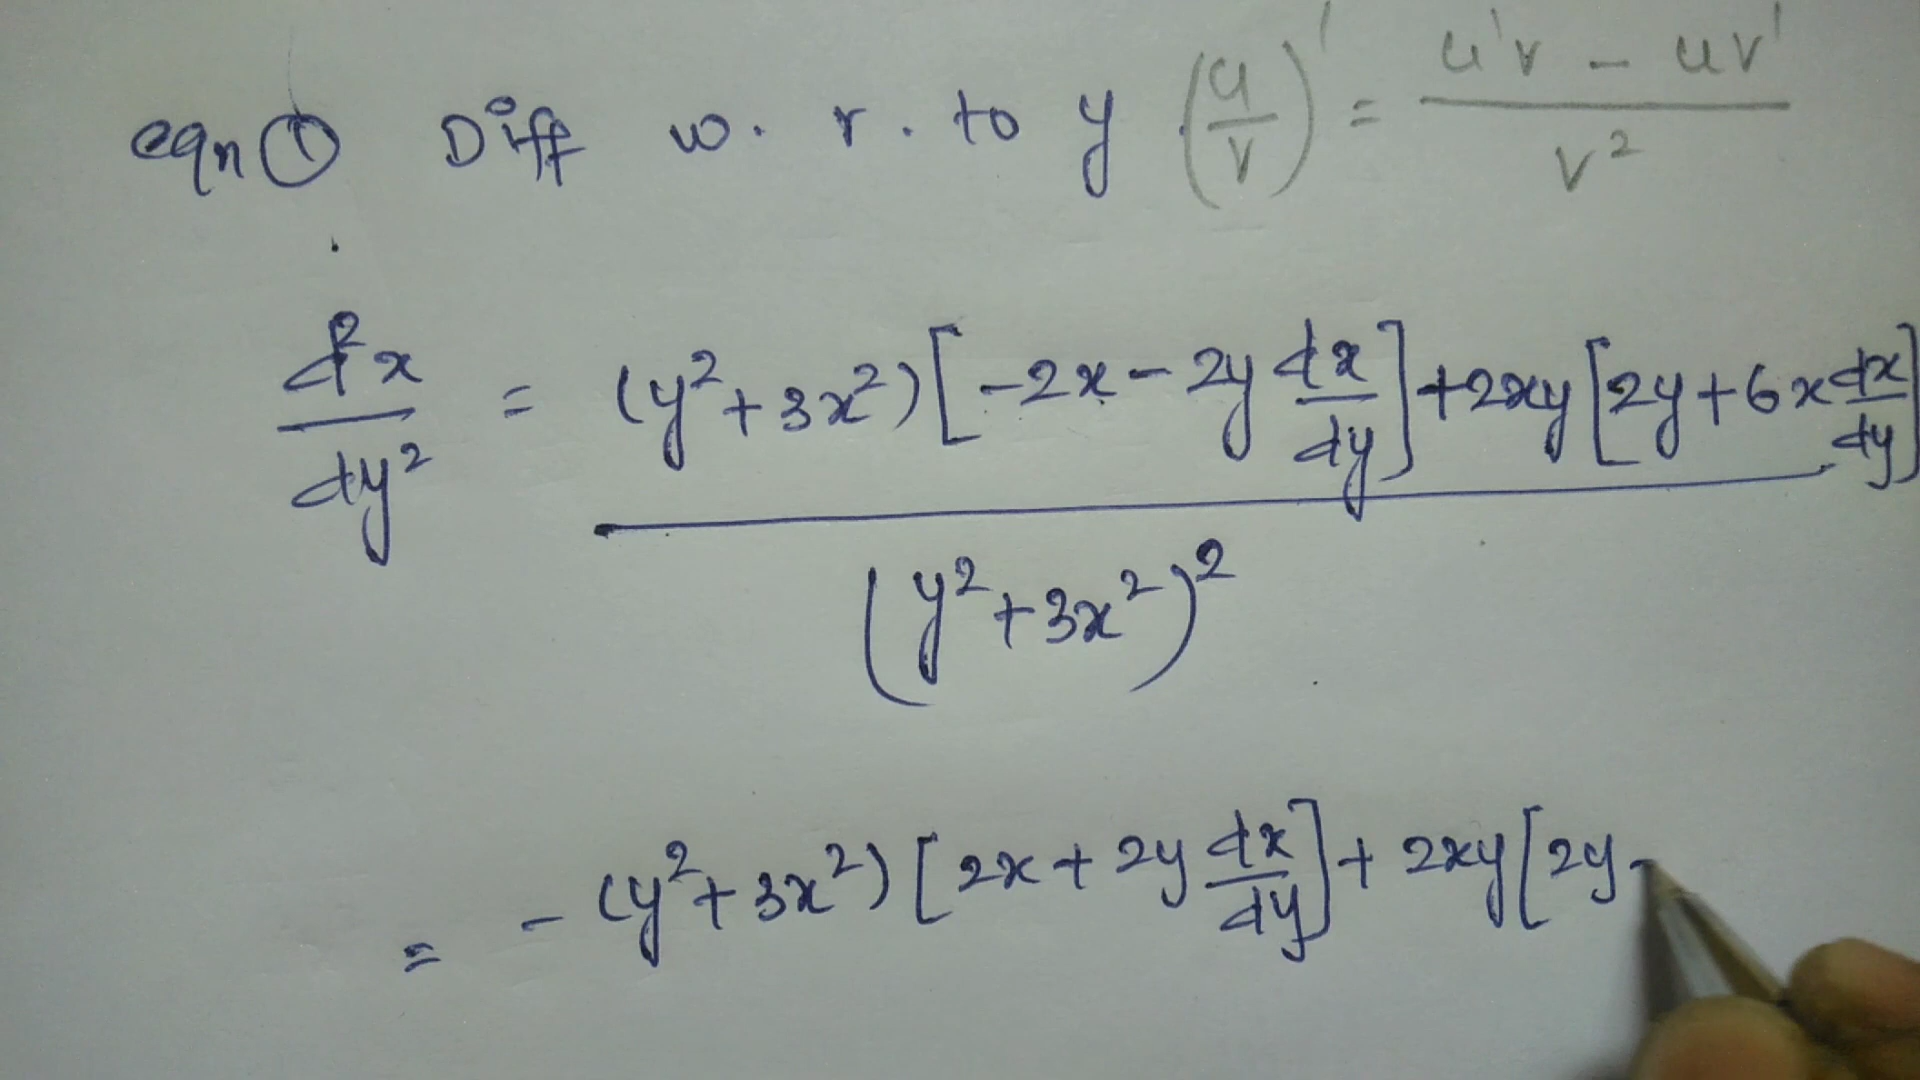 eqn ① Diff w. r. to y (u/v)' = (u'v - uv')/v²
d²x/dy² = ((y²+3x²)[-2x-2y dx/dy]+2xy[2y+6x dx/dy])/(y²+3x²)²
= -(y²+3x²)[2x+2y dx/dy]+2xy[2y